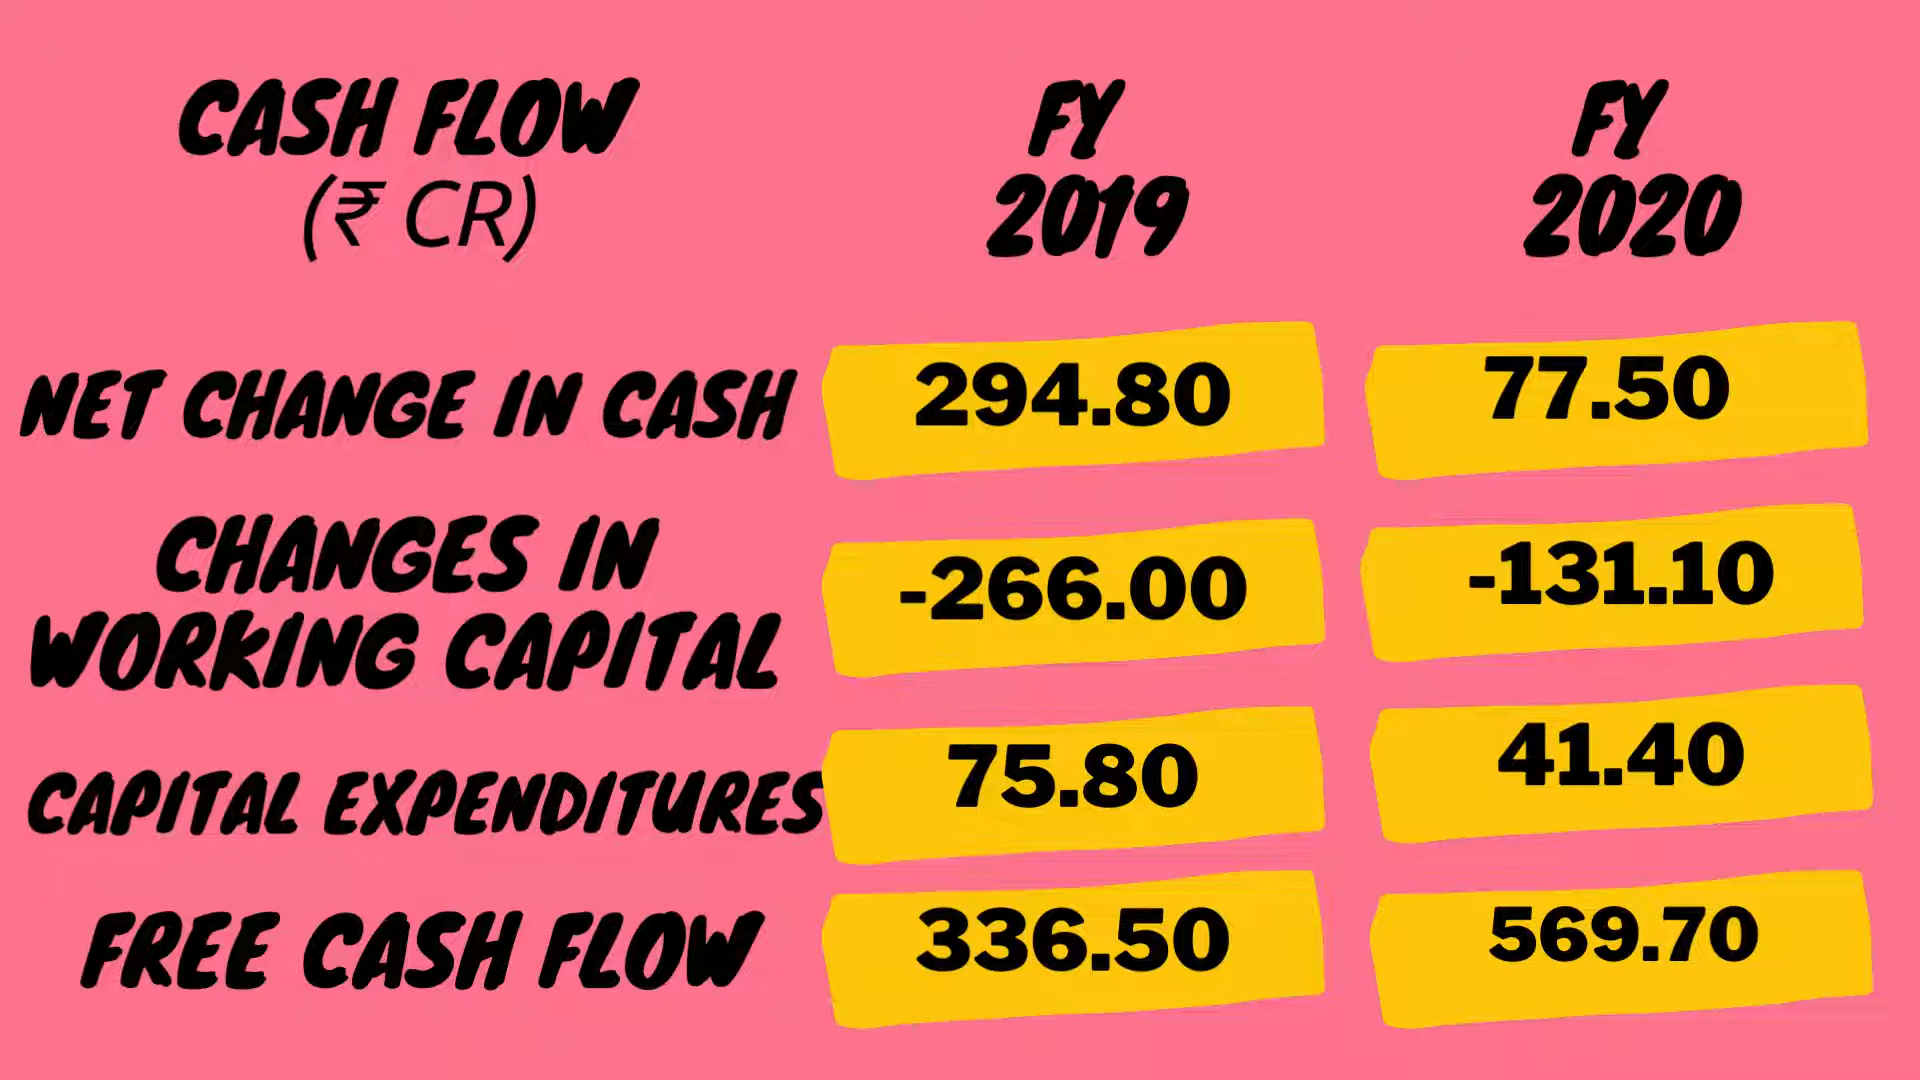 CASH FLOW
(₹ CR)
FY
2019
FY
2020
NET CHANGE IN CASH
294.80
77.50
CHANGES IN
WORKING CAPITAL
-266.00
-131.10
CAPITAL EXPENDITURES
75.80
41.40
FREE CASH FLOW
336.50
569.70